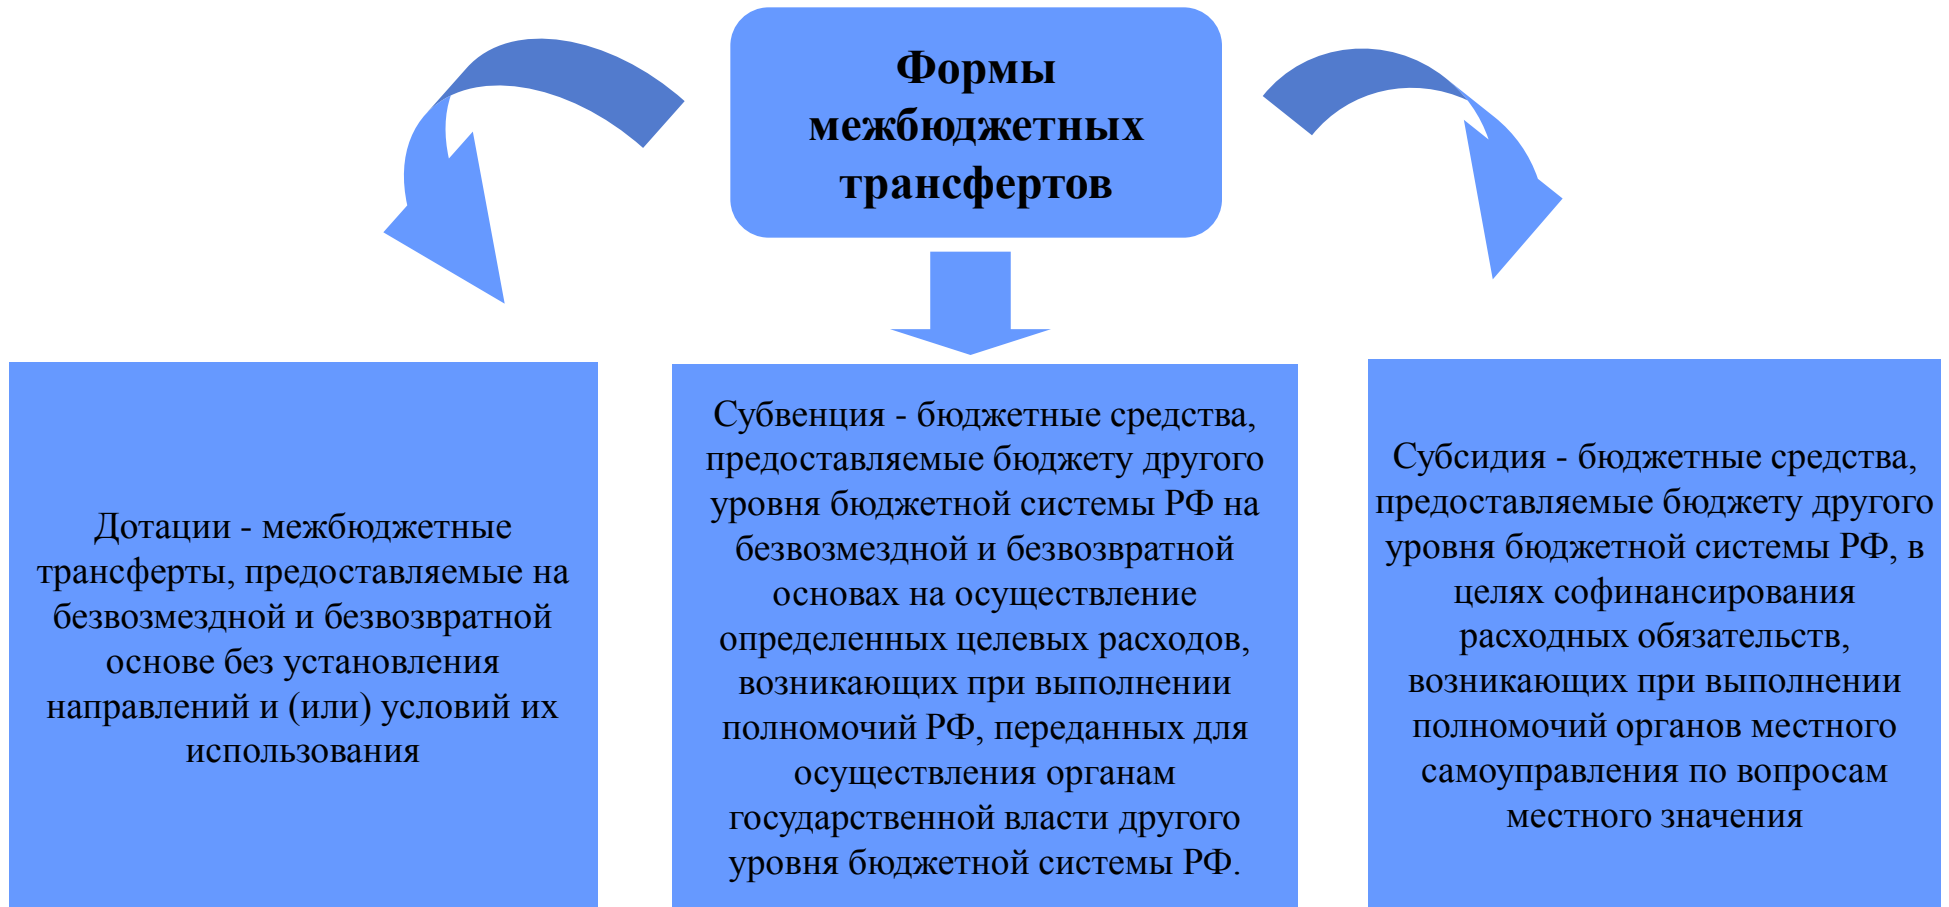 Формы
межбюджетных
трансфертов
Дотации - межбюджетные
трансферты, предоставляемые на
безвозмездной и безвозвратной
основе без установления
направлений и (или) условий их
использования
Субвенция - бюджетные средства,
предоставляемые бюджету другого
уровня бюджетной системы РФ на
безвозмездной и безвозвратной
основах на осуществление
определенных целевых расходов,
возникающих при выполнении
полномочий РФ, переданных для
осуществления органам
государственной власти другого
уровня бюджетной системы РФ.
Субсидия - бюджетные средства,
предоставляемые бюджету другого
уровня бюджетной системы РФ, в
целях софинансирования
расходных обязательств,
возникающих при выполнении
полномочий органов местного
самоуправления по вопросам
местного значения